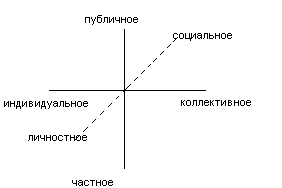 публичное
социальное
индивидуальное
коллективное
личностное
частное